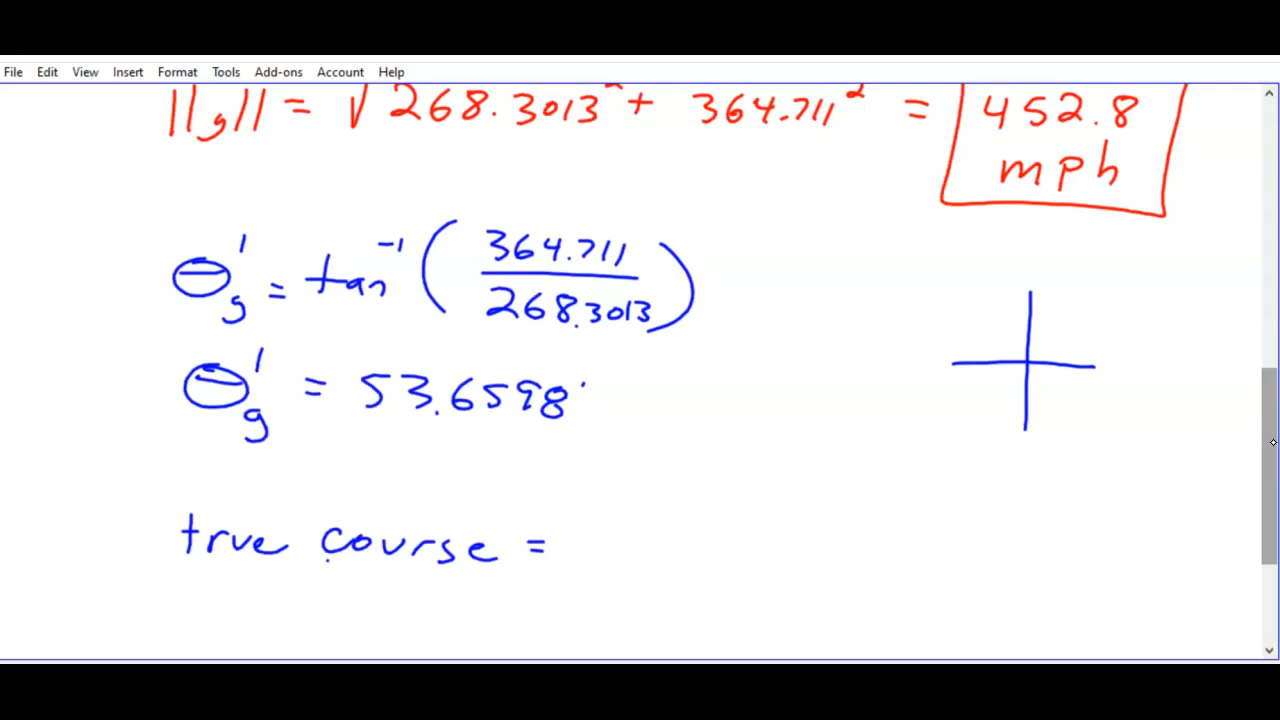 File Edit View Insert Format Tools Add-ons Account Help
||g|| = √268.3013² + 364.711² = 452.8 mph
Θ'g = tan⁻¹(364.711/268.3013)
Θ'g = 53.6598°
true course =